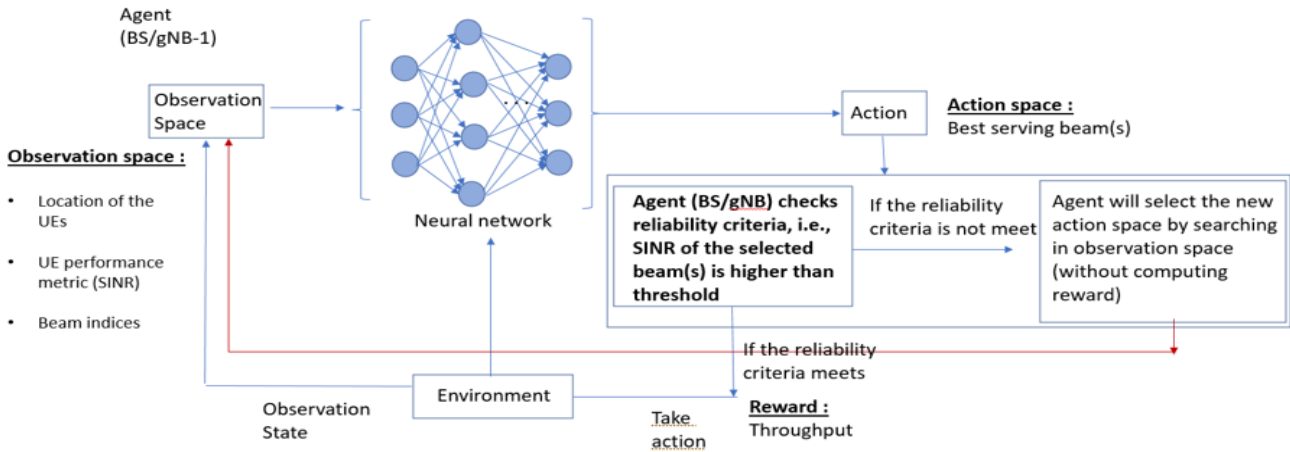 Agent
(BS/gNB-1)
Observation
Space
Observation space :
• Location of the
UEs
• UE performance
metric (SINR)
• Beam indices
...
Neural network
Action
Action space :
Best serving beam(s)
Agent (BS/gNB) checks
reliability criteria, i.e.,
SINR of the selected
beam(s) is higher than
threshold
If the reliability
criteria is not meet
Agent will select the new
action space by searching
in observation space
(without computing
reward)
If the reliability
criteria meets
Environment
Observation
State
Take
action
Reward :
Throughput